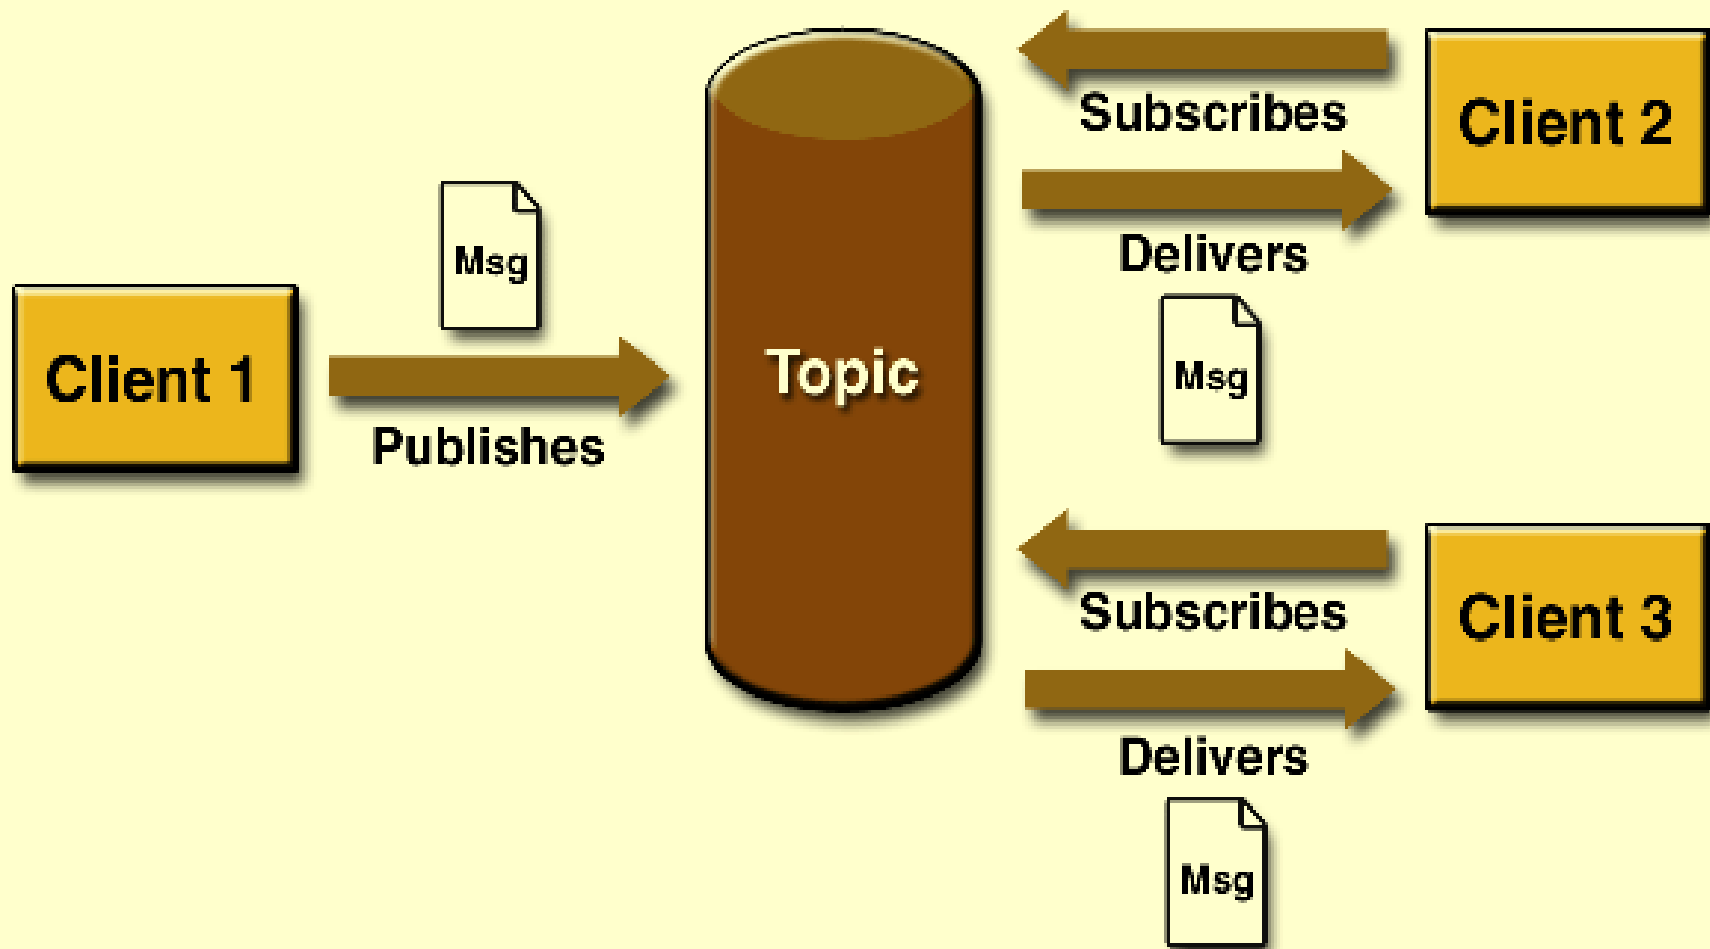 Client 1
Msg
Publishes
Topic
Subscribes
Delivers
Msg
Client 2
Subscribes
Delivers
Msg
Client 3